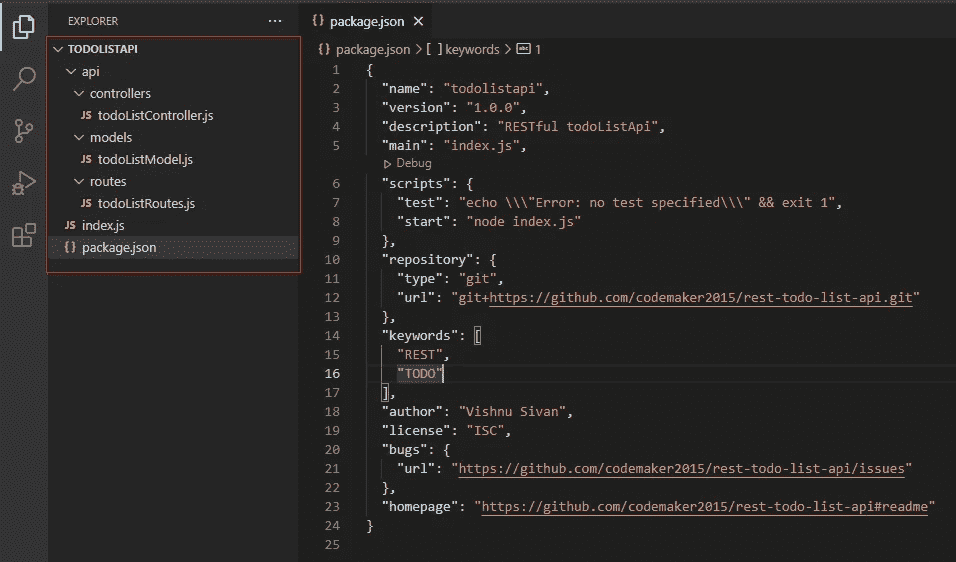 EXPLORER
TODOLISTAPI
api
controllers
JS todoListController.js
models
JS todoListModel.js
routes
JS todoListRoutes.js
JS index.js
{} package.json
{} package.json
{} package.json > [ ] keywords > abc 1
1 {
2 "name": "todolistapi",
3 "version": "1.0.0",
4 "description": "RESTful todoListApi",
5 "main": "index.js",
Debug
6 "scripts": {
7 "test": "echo \\\"Error: no test specified\\\" && exit 1",
8 "start": "node index.js"
9 },
10 "repository": {
11 "type": "git",
12 "url": "git+https://github.com/codemaker2015/rest-todo-list-api.git"
13 },
14 "keywords": [
15 "REST",
16 "TODO"
17 ],
18 "author": "Vishnu Sivan",
19 "license": "ISC",
20 "bugs": {
21 "url": "https://github.com/codemaker2015/rest-todo-list-api/issues"
22 },
23 "homepage": "https://github.com/codemaker2015/rest-todo-list-api#readme"
24 }
25